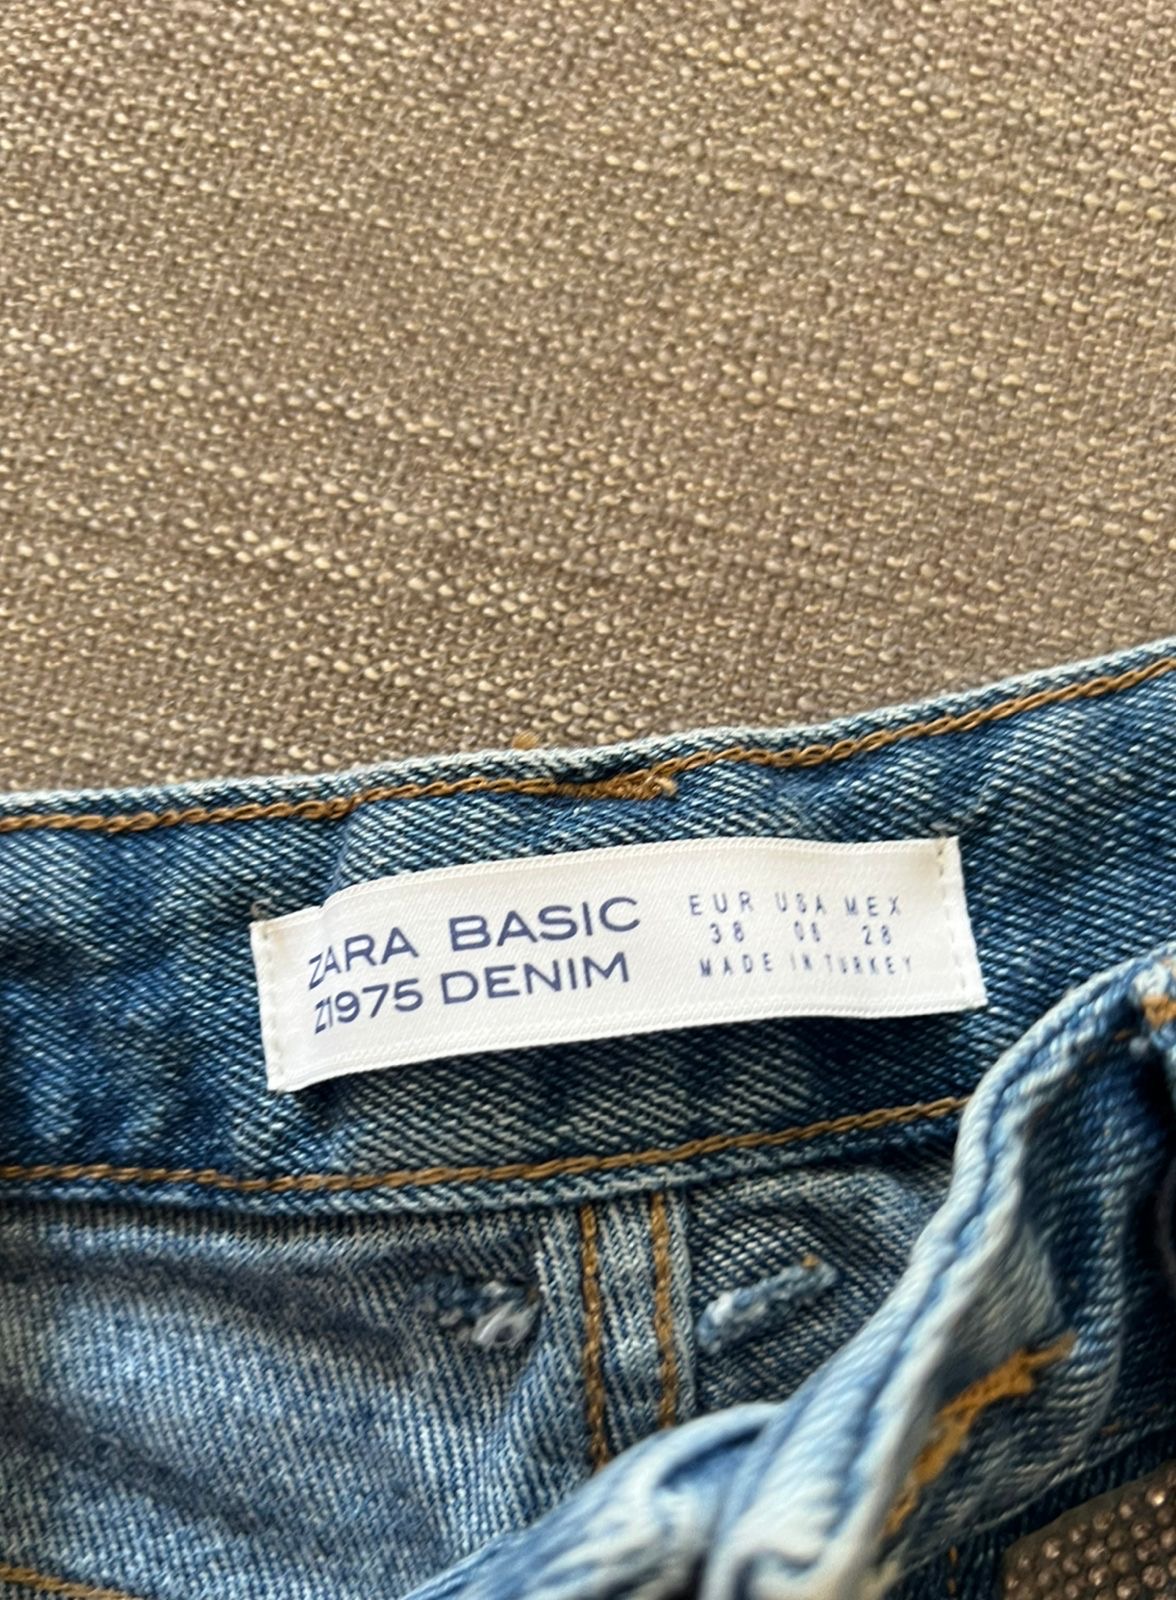 ZARA BASIC
Z1975 DENIM
EUR USA MEX
38 06 28
MADE IN TURKEY